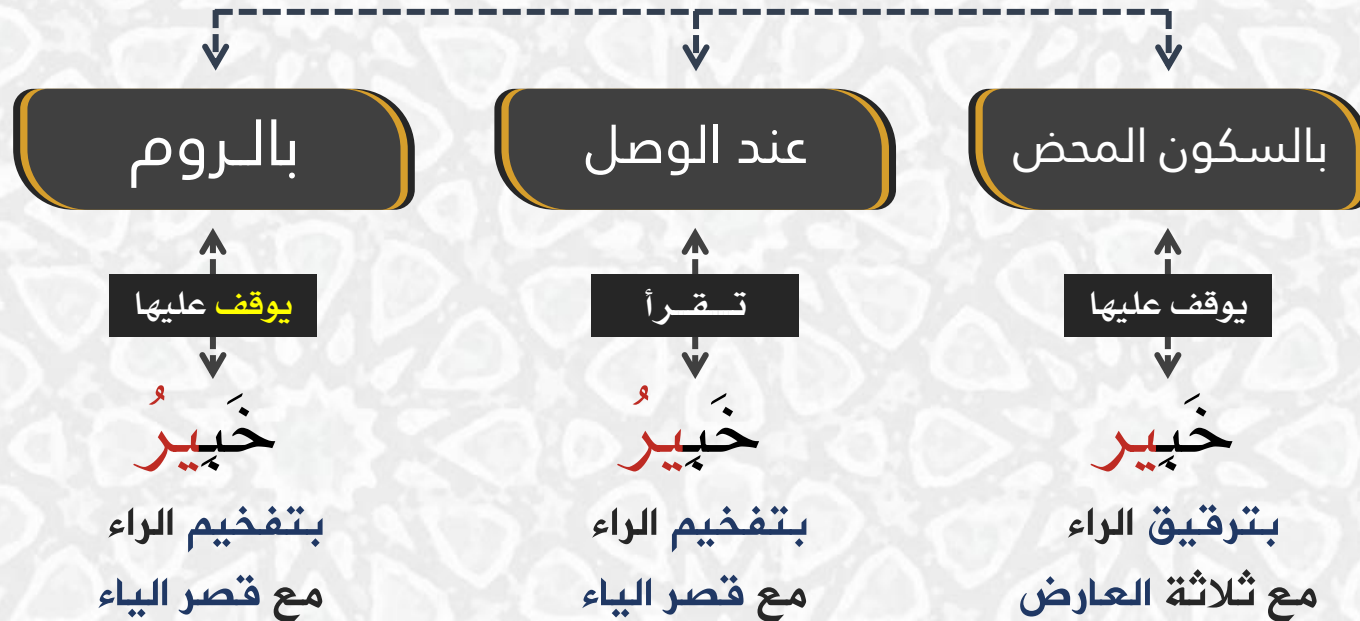 بالسكون المحض
عند الوصل
بالـروم
يوقف عليها
تـــقـــرأ
يوقف عليها
خَبِير
خَبِيرُ
خَبِيرُ
بترقيق الراء
مع ثلاثة العارض
بتفخيم الراء
مع قصر الياء
بتفخيم الراء
مع قصر الياء